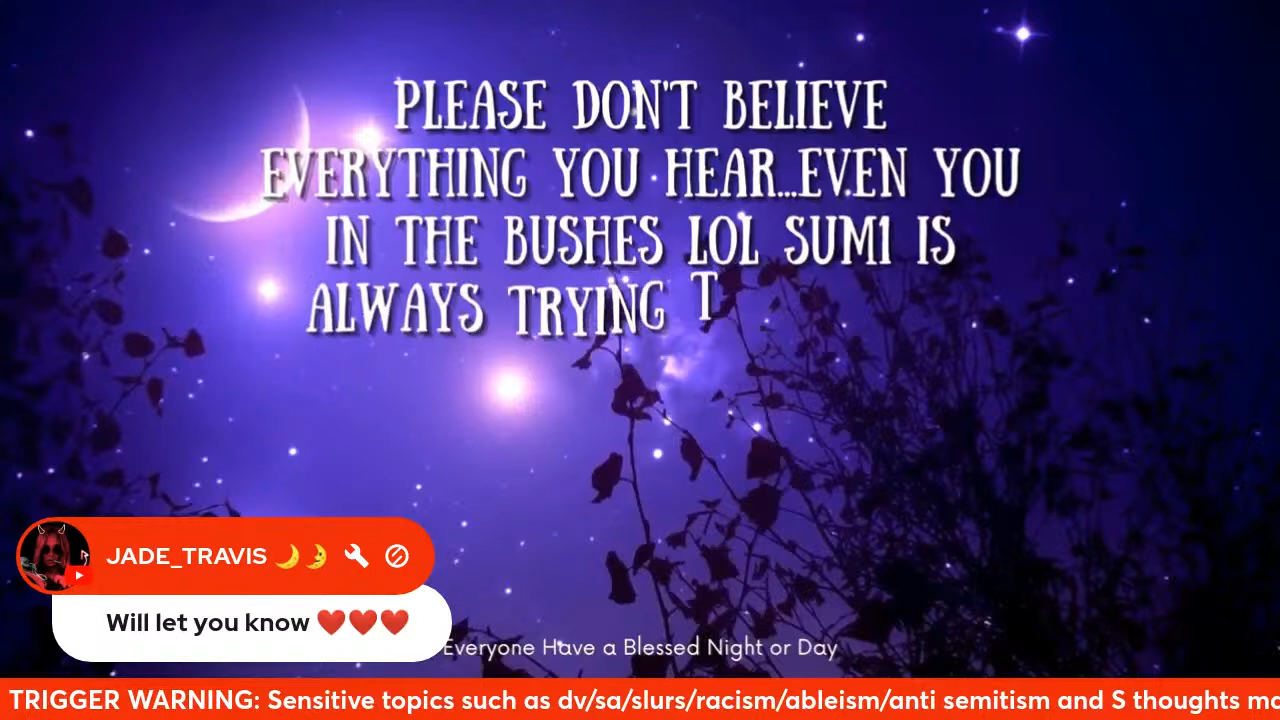 PLEASE DON'T BELIEVE
EVERYTHING YOU HEAR...EVEN YOU
IN THE BUSHES LOL SUM1 IS
ALWAYS TRYING T
JADE_TRAVIS 🌙🌛
Will let you know ❤️❤️❤️
Everyone Have a Blessed Night or Day
TRIGGER WARNING: Sensitive topics such as dv/sa/slurs/racism/ableism/anti semitism and S thoughts